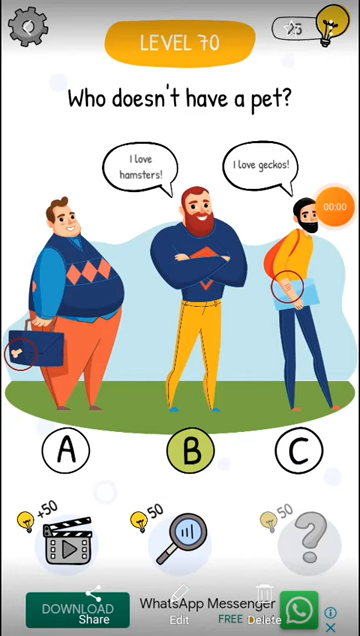 LEVEL 70
25
Who doesn't have a pet?
I love
hamsters!
I love geckos!
00:00
A
B
C
+50
50
50
?
DOWNLOAD
WhatsApp Messenger
FREE
Share
Edit
Delete